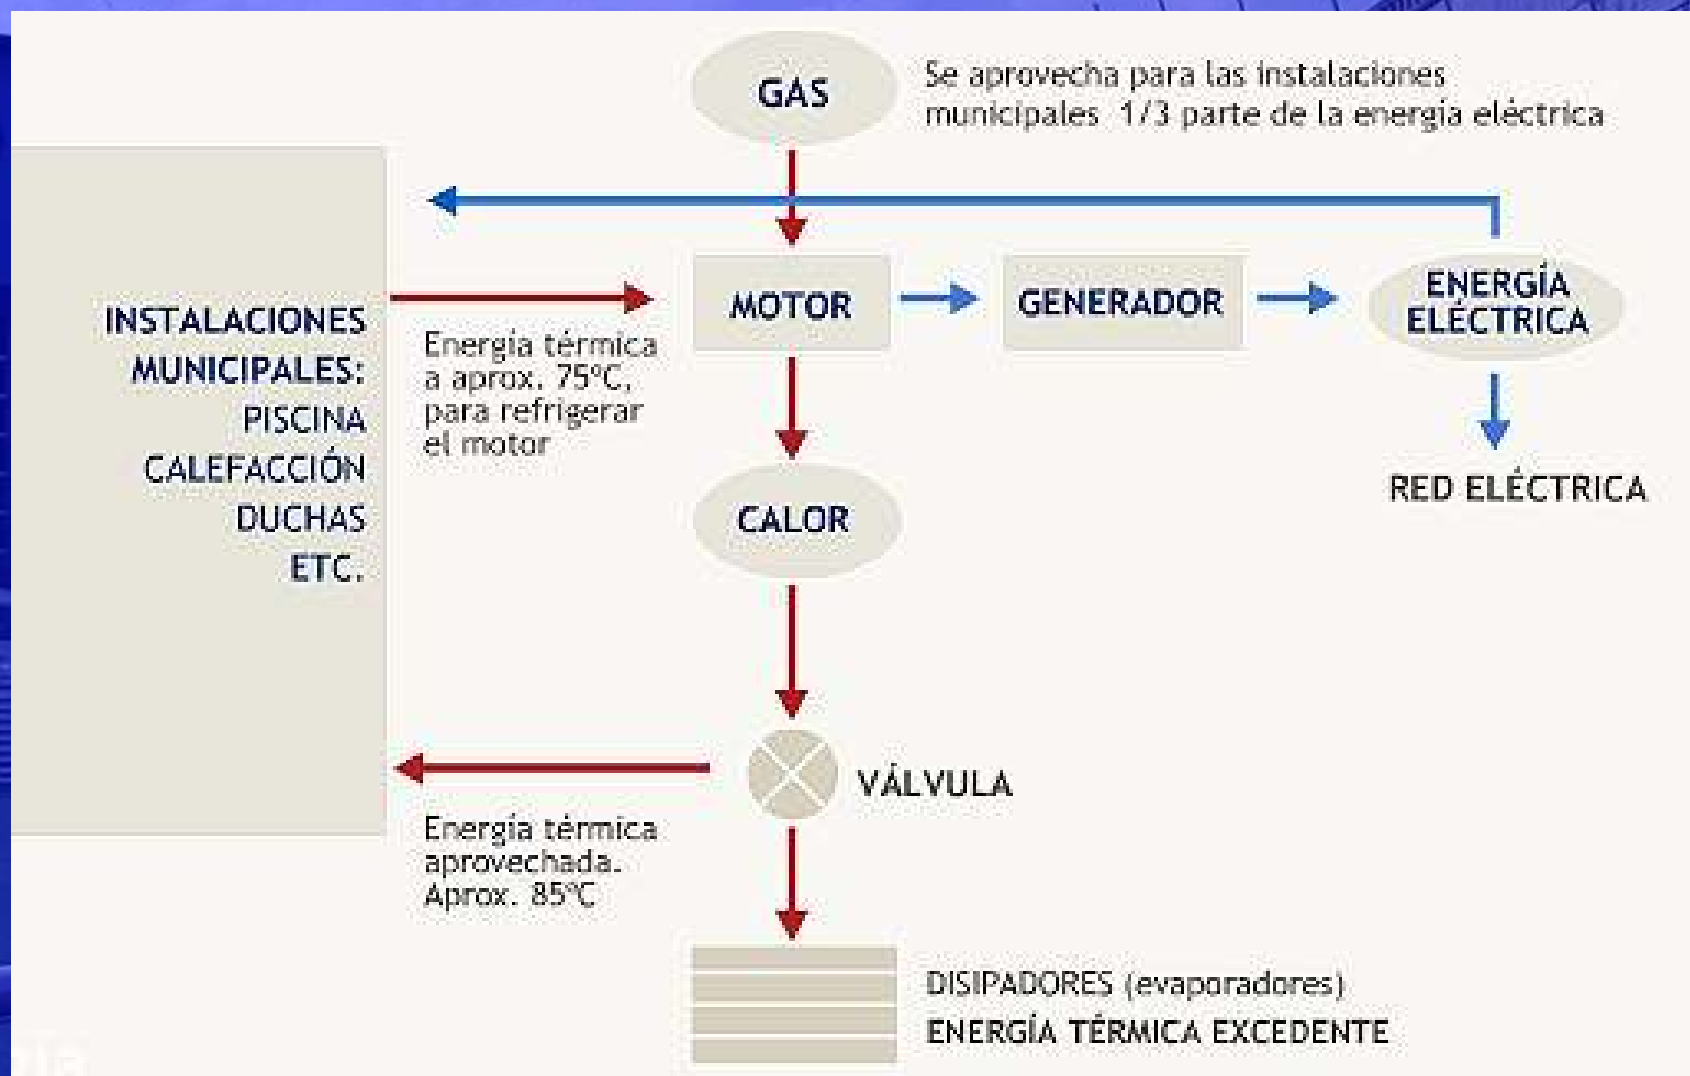 GAS
Se aprovecha para las instalaciones
municipales 1/3 parte de la energía eléctrica
INSTALACIONES
MUNICIPALES:
PISCINA
CALEFACCIÓN
DUCHAS
ETC.
Energía térmica
a aprox. 75ºC,
para refrigerar
el motor
MOTOR
GENERADOR
ENERGÍA
ELÉCTRICA
RED ELÉCTRICA
CALOR
VÁLVULA
Energía térmica
aprovechada.
Aprox. 85ºC
DISIPADORES (evaporadores)
ENERGÍA TÉRMICA EXCEDENTE